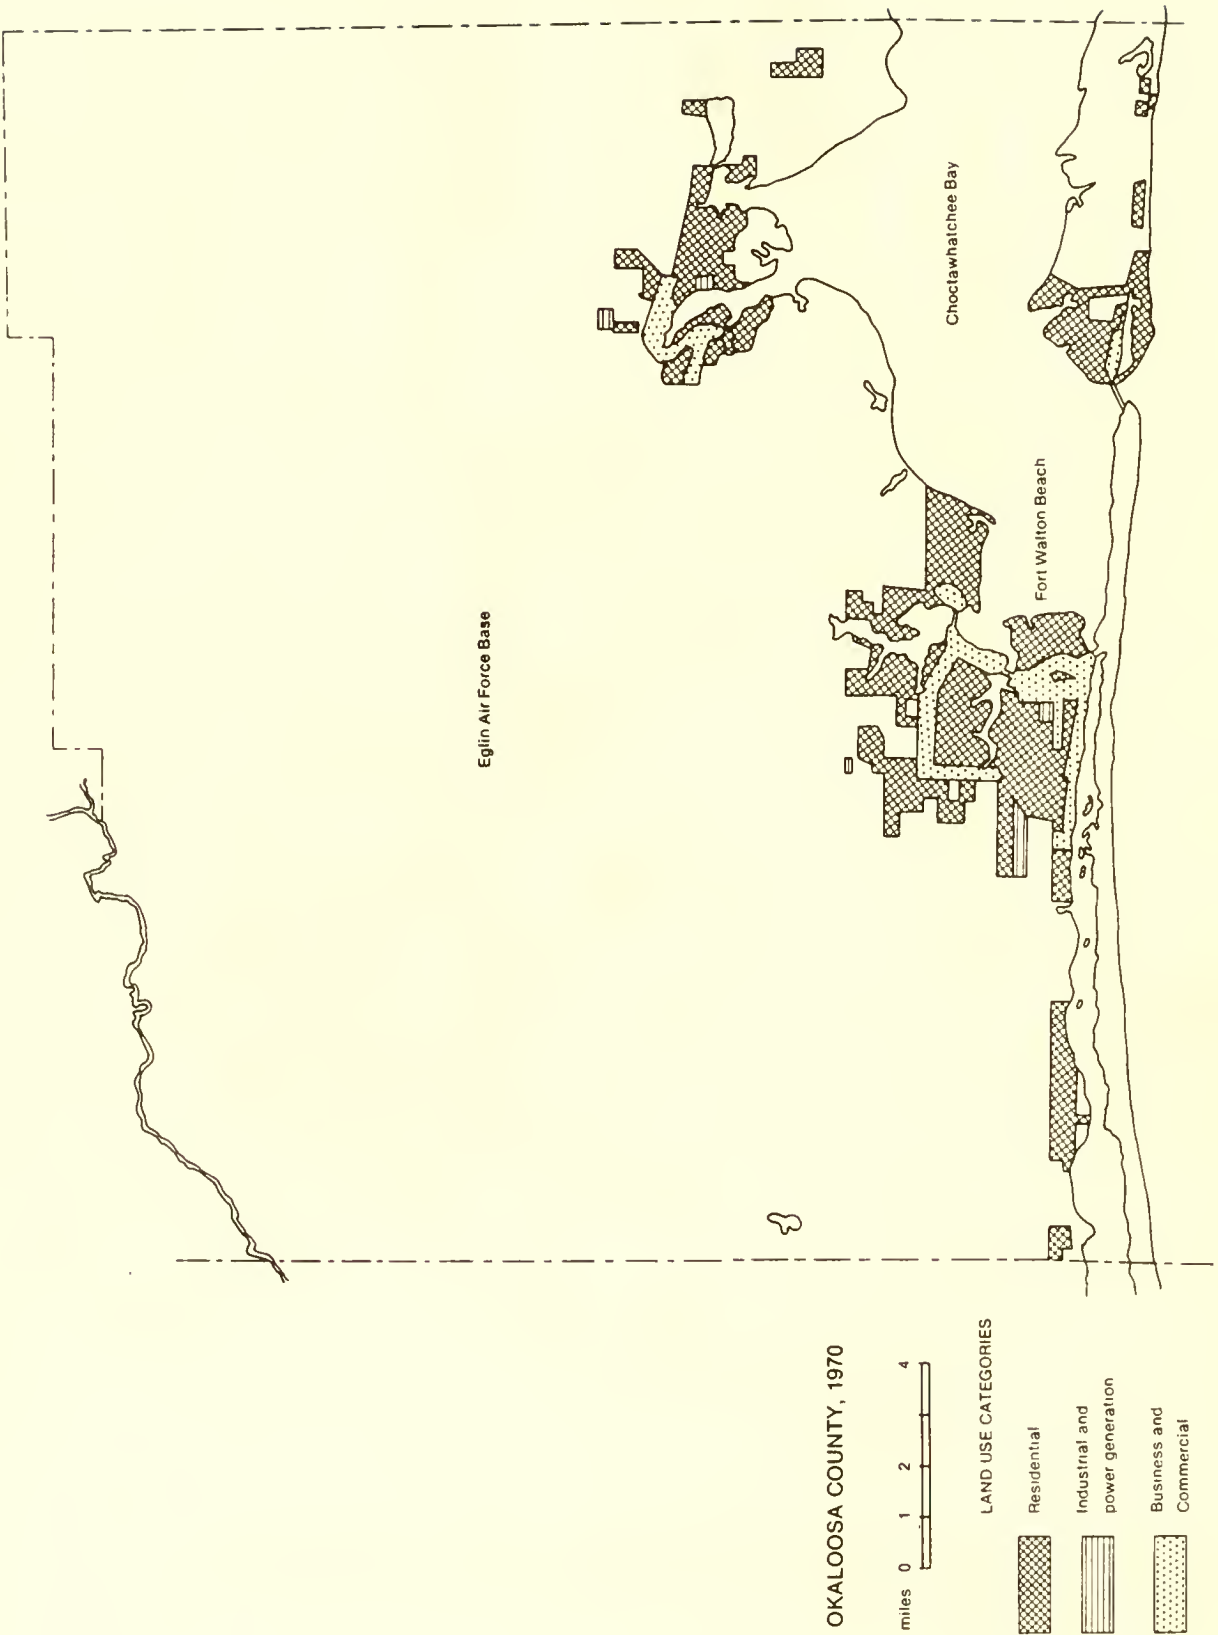 Eglin Air Force Base
Choctawhatchee Bay
Fort Walton Beach
OKALOOSA COUNTY, 1970
miles 0 1 2 4
LAND USE CATEGORIES
Residential
Industrial and
power generation
Business and
Commercial